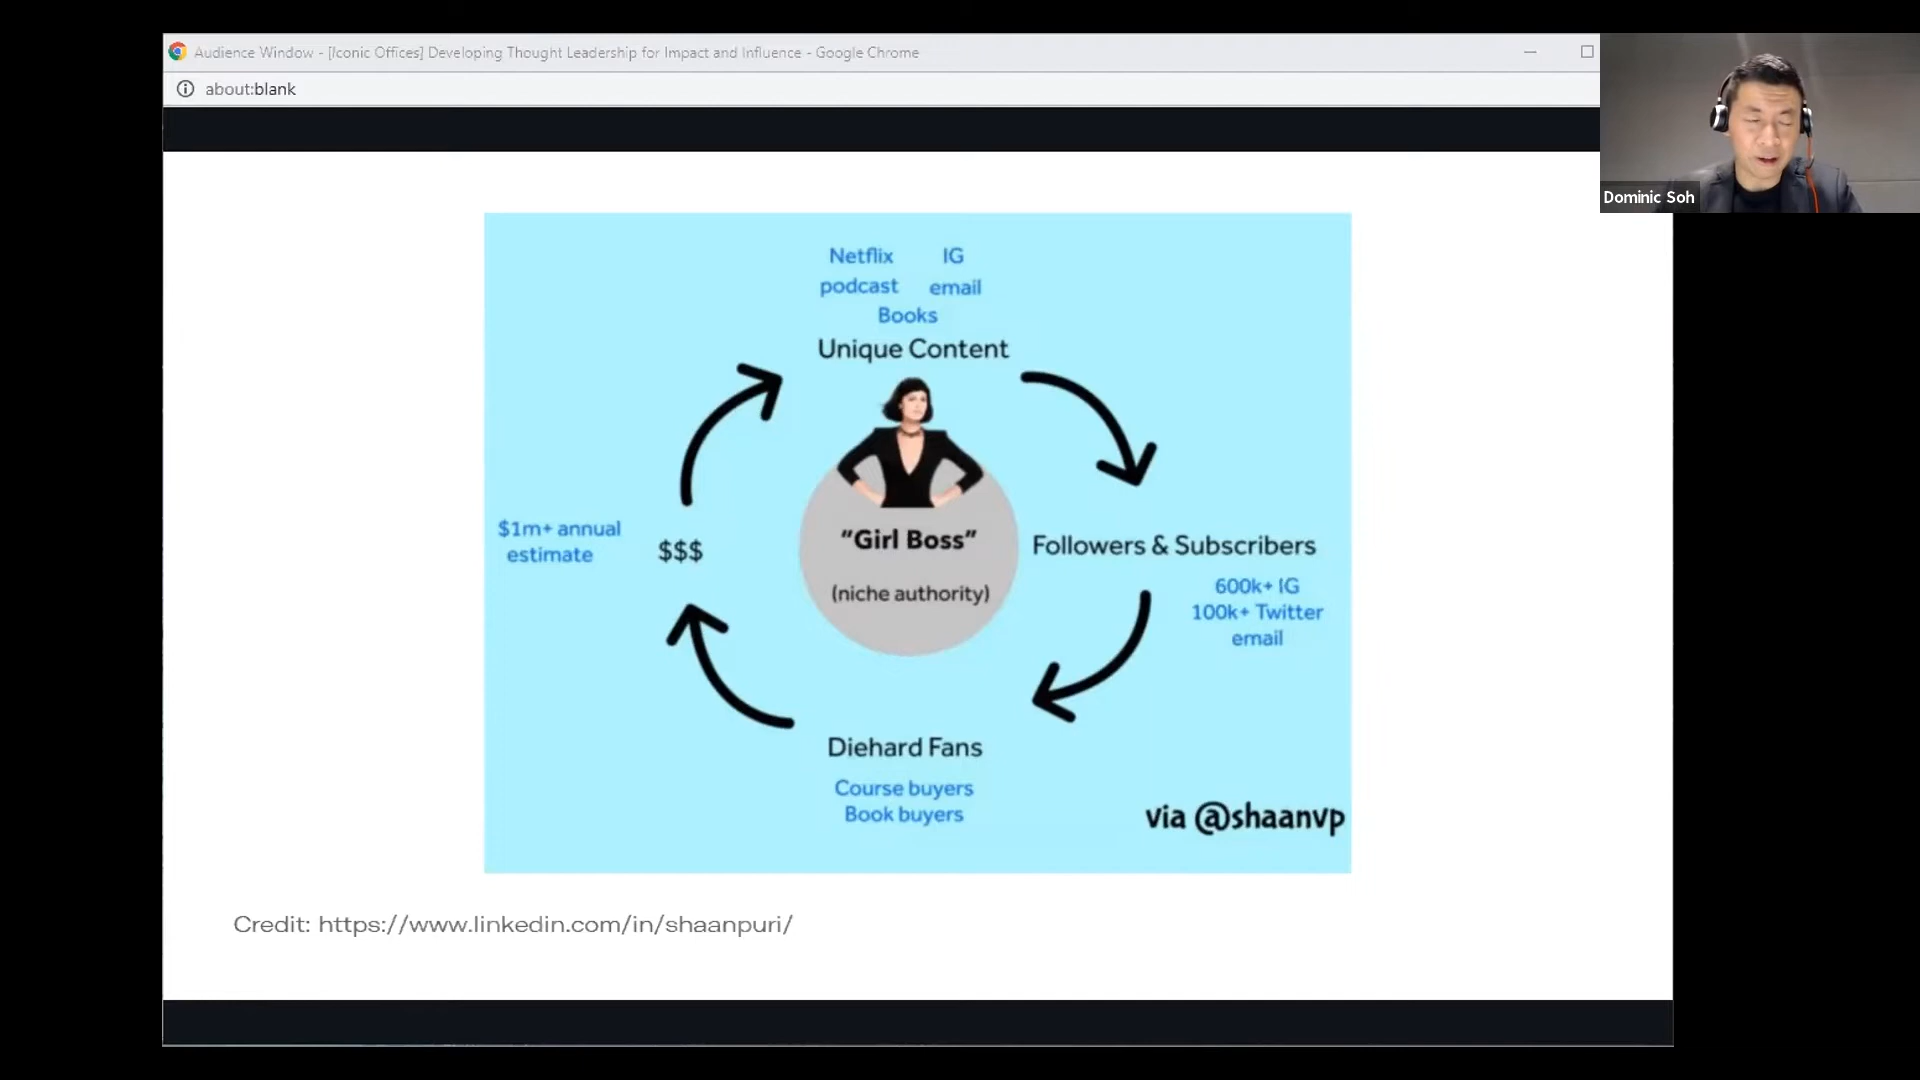 Audience Window - [Iconic Offices] Developing Thought Leadership for Impact and Influence - Google Chrome
about:blank
Dominic Soh
Netflix IG
podcast email
Books
Unique Content
$1m+ annual
estimate
$$$
"Girl Boss"
(niche authority)
Followers & Subscribers
600k+ IG
100k+ Twitter
email
Diehard Fans
Course buyers
Book buyers
via @shaanvp
Credit: https://www.linkedin.com/in/shaanpuri/